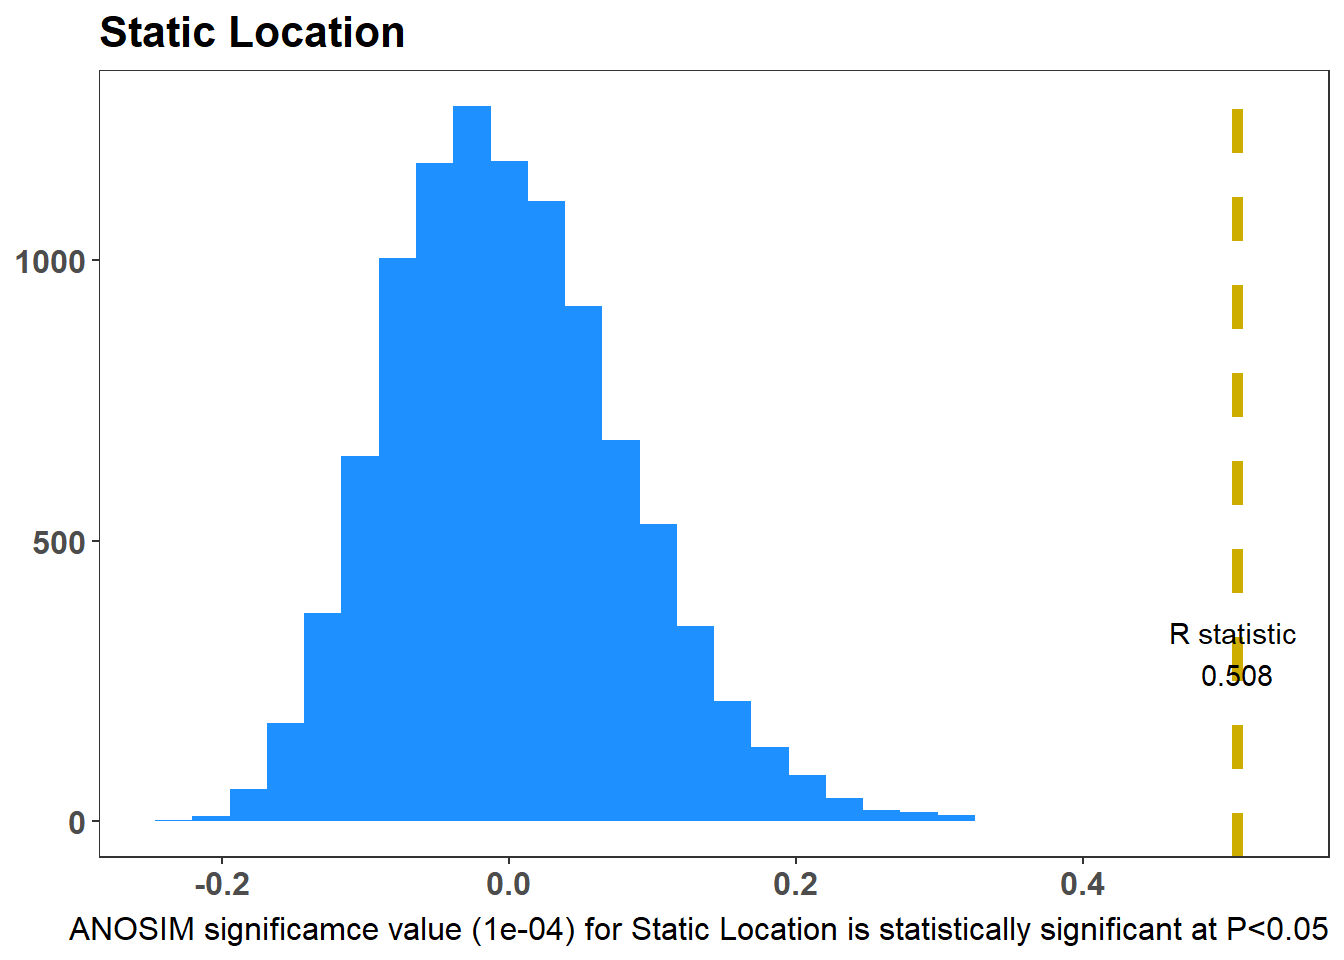 Static Location
1000
500
0
R statistic
0.508
-0.2 0.0 0.2 0.4
ANOSIM significamce value (1e-04) for Static Location is statistically significant at P<0.05